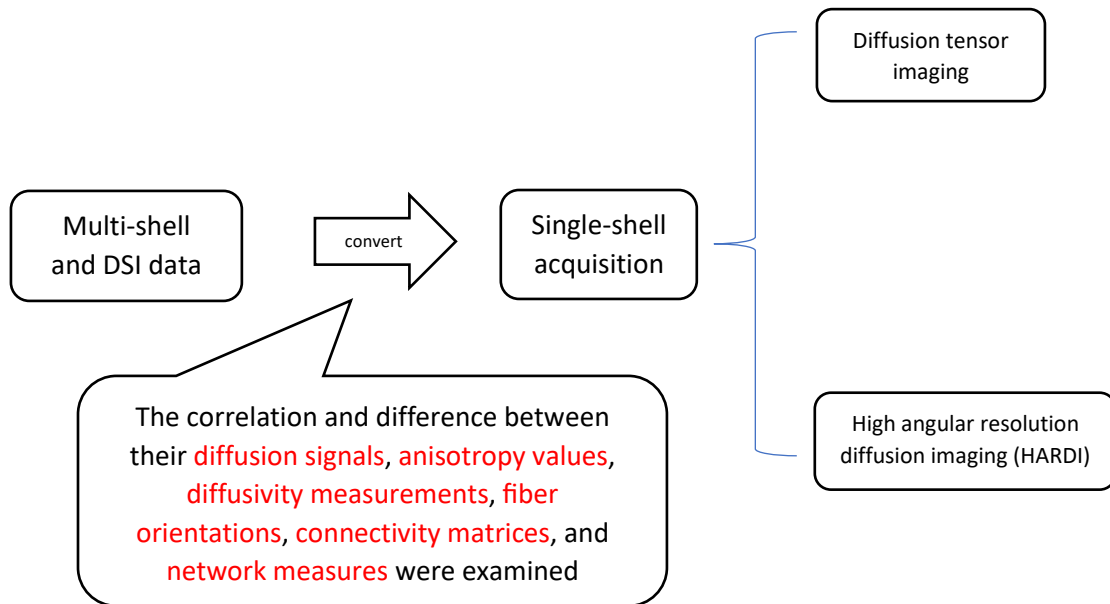 Diffusion tensor
imaging
Multi-shell
and DSI data
convert
Single-shell
acquisition
The correlation and difference between
their diffusion signals, anisotropy values,
diffusivity measurements, fiber
orientations, connectivity matrices, and
network measures were examined
High angular resolution
diffusion imaging (HARDI)